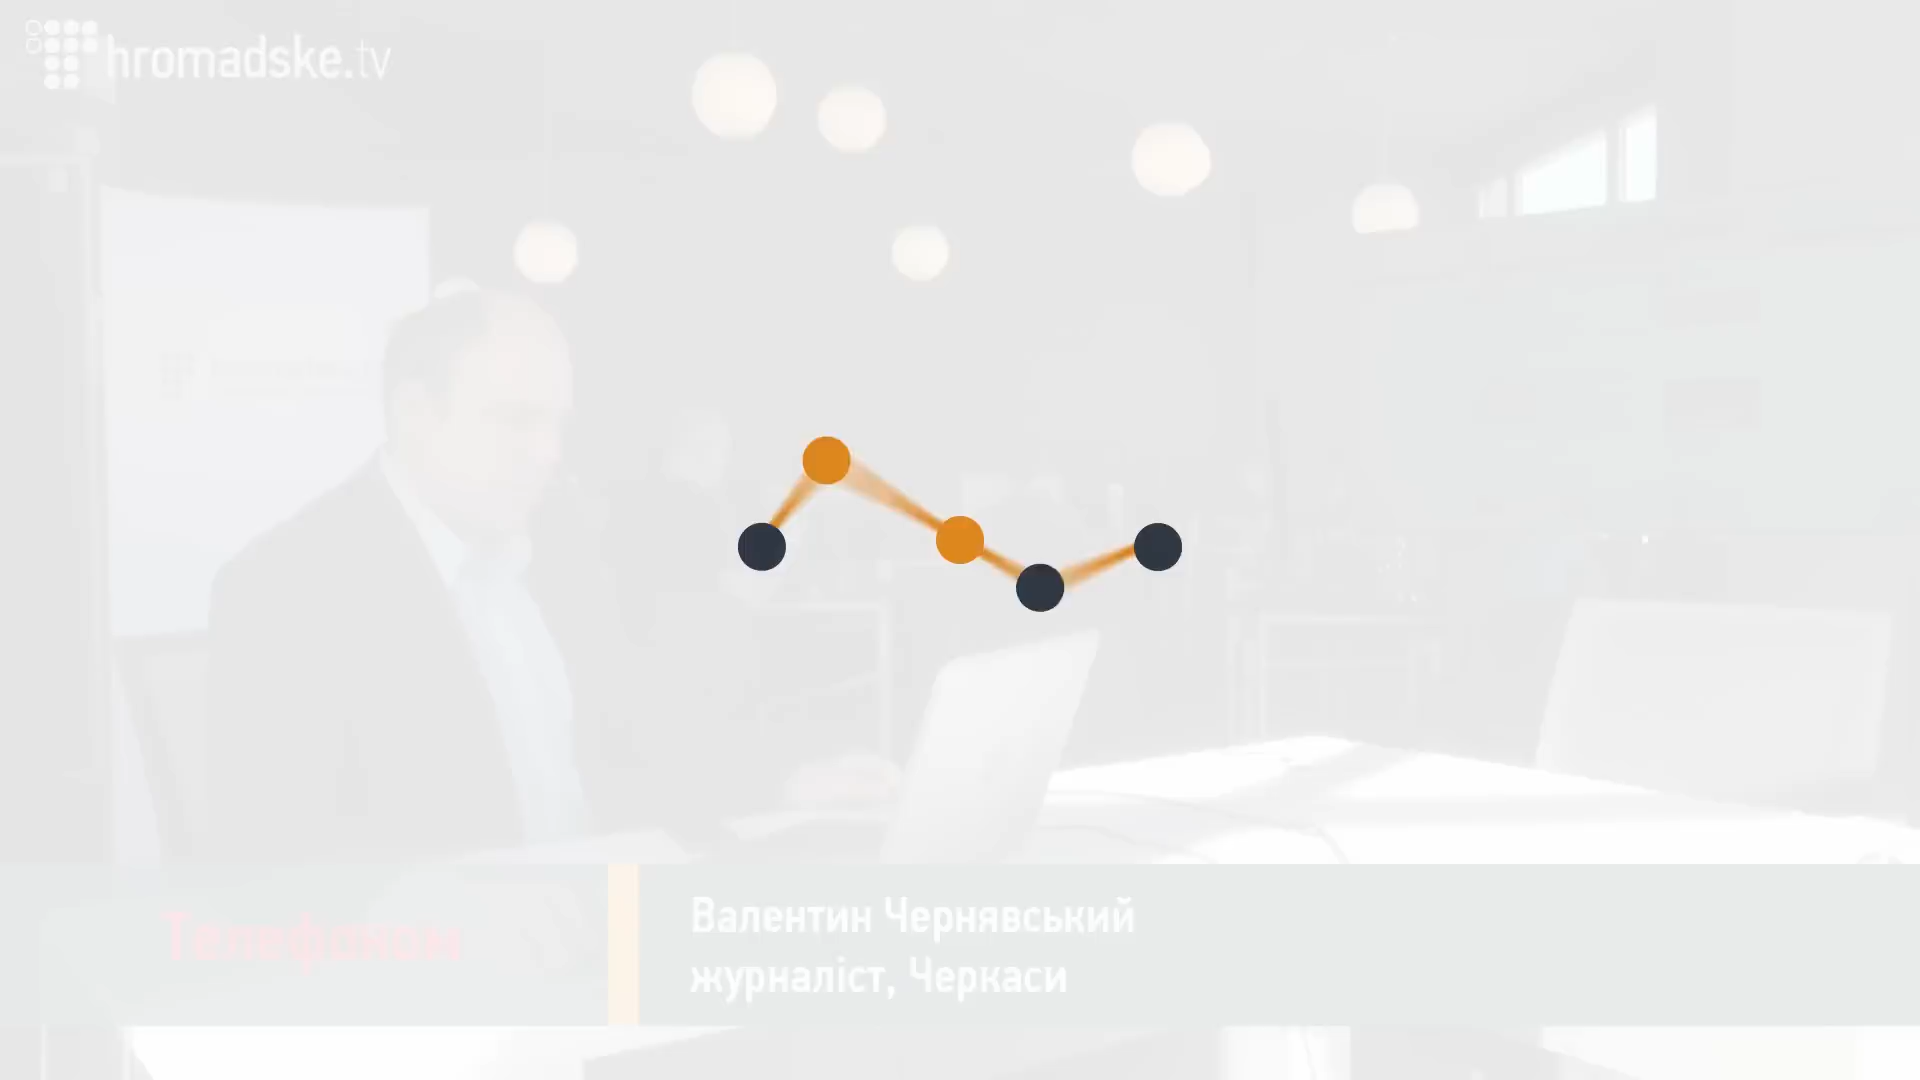 hromadske.tv
Телефоном
Валентин Чернявський
журналіст, Черкаси